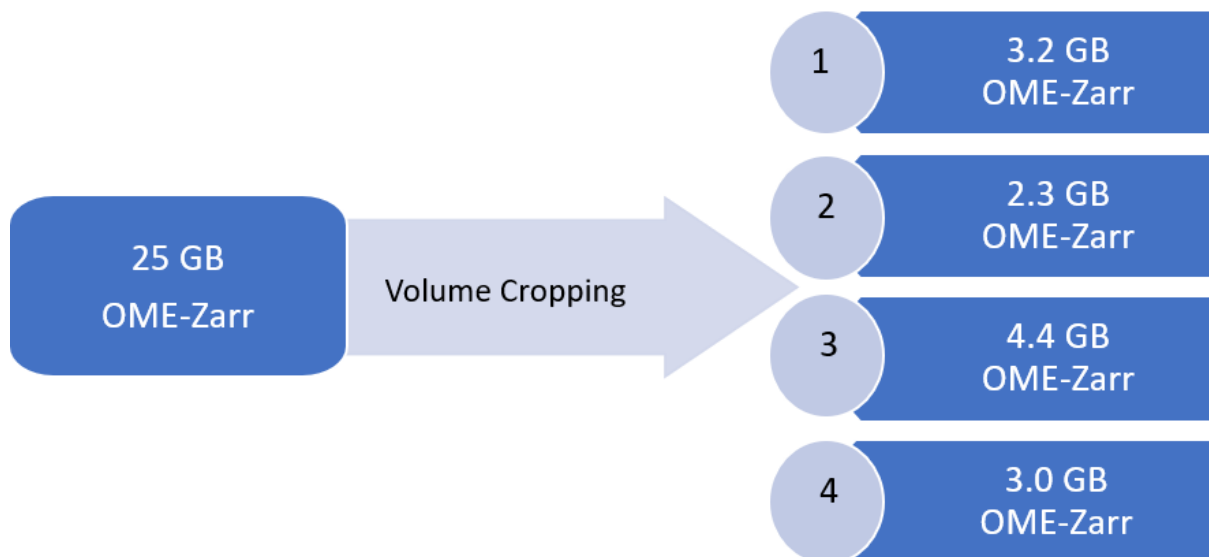 25 GB
OME-Zarr
Volume Cropping
1
3.2 GB
OME-Zarr
2
2.3 GB
OME-Zarr
3
4.4 GB
OME-Zarr
4
3.0 GB
OME-Zarr